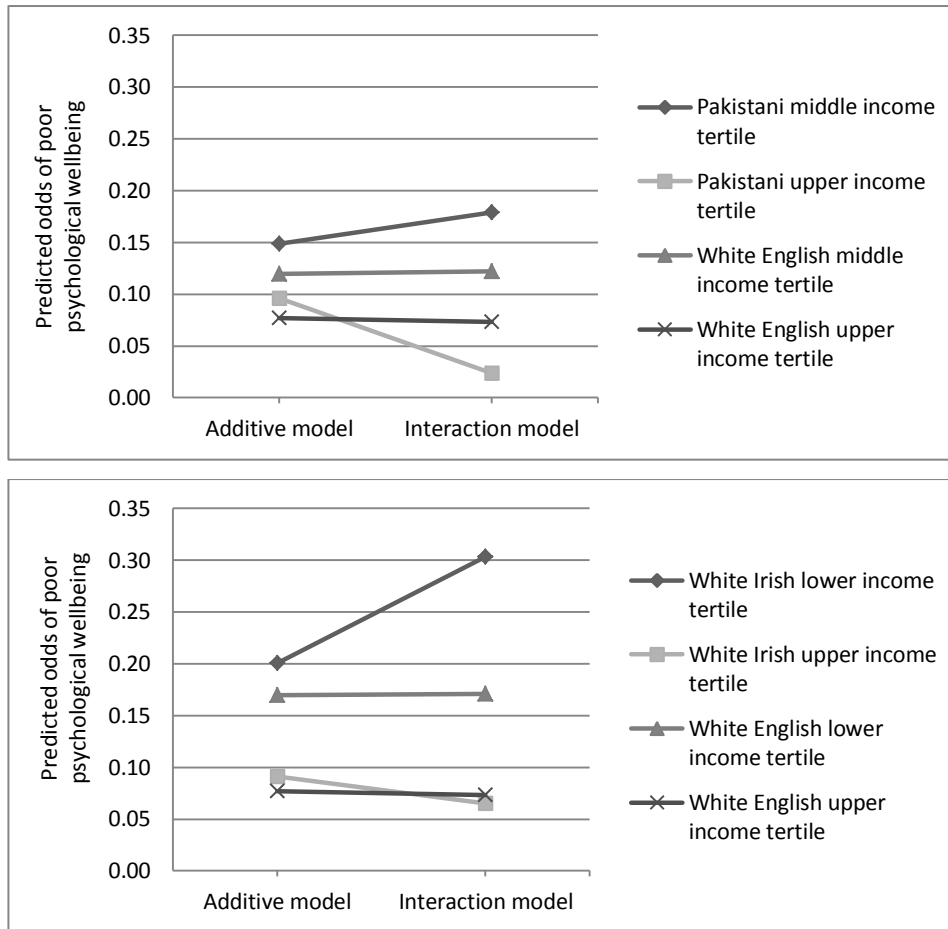 0.35
0.30
0.25
0.20
0.15
0.10
0.05
0.00
Predicted odds of poor
psychological wellbeing
Additive model
Interaction model
Pakistani middle income
tertile
Pakistani upper income
tertile
White English middle
income tertile
White English upper
income tertile
0.35
0.30
0.25
0.20
0.15
0.10
0.05
0.00
Predicted odds of poor
psychological wellbeing
Additive model
Interaction model
White Irish lower income
tertile
White Irish upper income
tertile
White English lower
income tertile
White English upper
income tertile